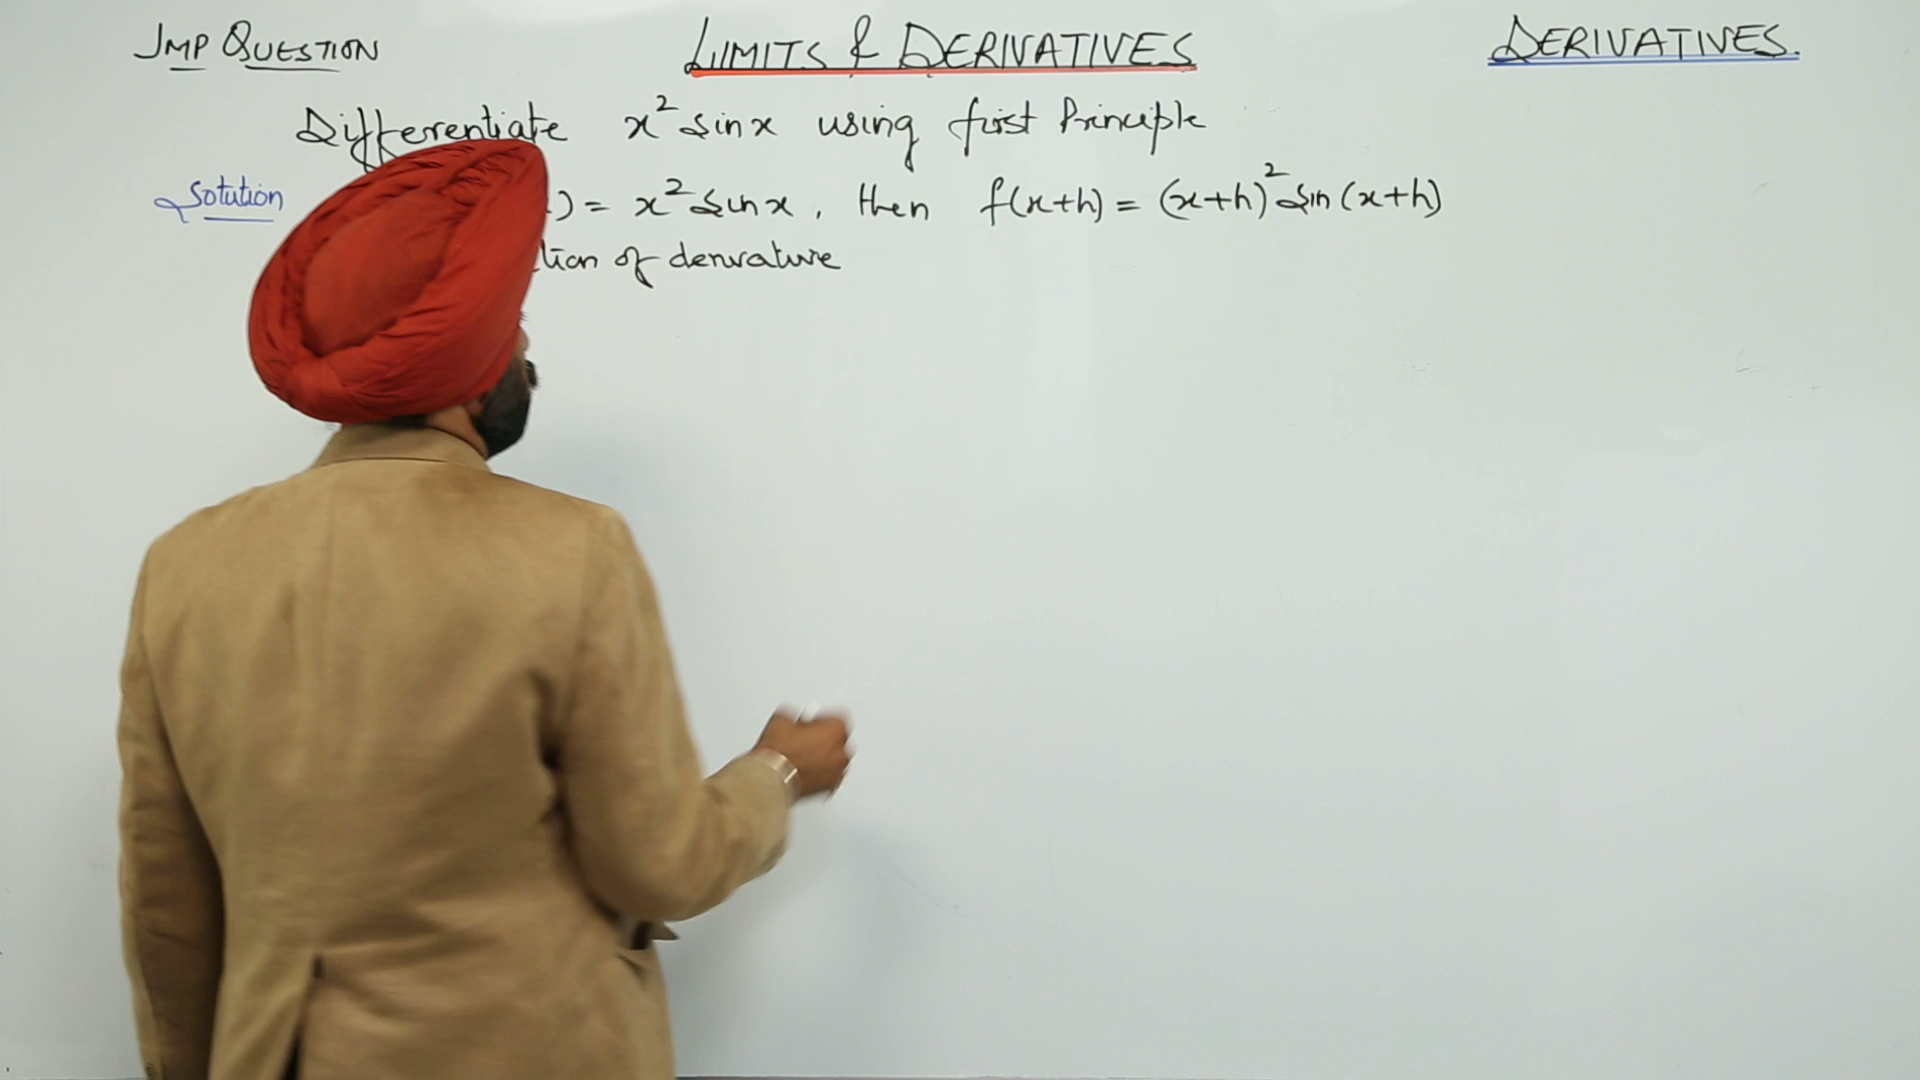 IMP QUESTION
LIMITS & DERIVATIVES
DERIVATIVES.
Differentiate x² sin x using first Principle
Solution ) = x² sin x , then f(x+h) = (x+h)² sin (x+h)
tion of derivative